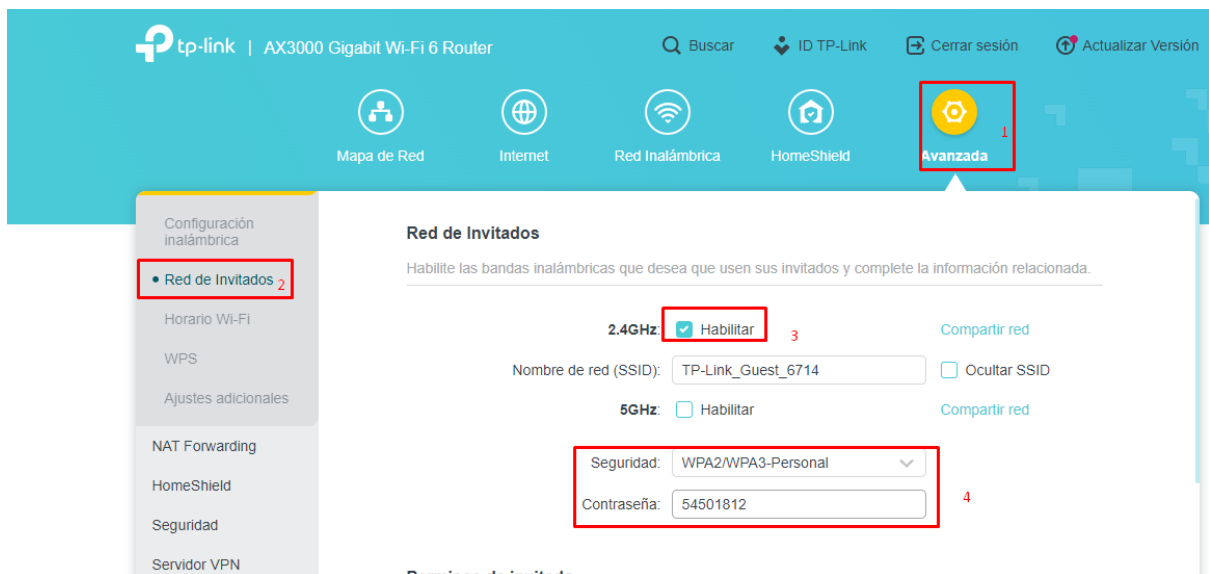 tp-link | AX3000 Gigabit Wi-Fi 6 Router
Buscar
ID TP-Link
Cerrar sesión
Actualizar Versión
Mapa de Red
Internet
Red Inalámbrica
HomeShield
Avanzada
1
Configuración
inalámbrica
Red de Invitados
2
Horario Wi-Fi
WPS
Ajustes adicionales
NAT Forwarding
HomeShield
Seguridad
Servidor VPN
Red de Invitados
Habilite las bandas inalámbricas que desea que usen sus invitados y complete la información relacionada.
2.4GHz: Habilitar
3
Compartir red
Nombre de red (SSID): TP-Link_Guest_6714
Ocultar SSID
5GHz: Habilitar
Compartir red
Seguridad: WPA2/WPA3-Personal
Contraseña: 54501812
4